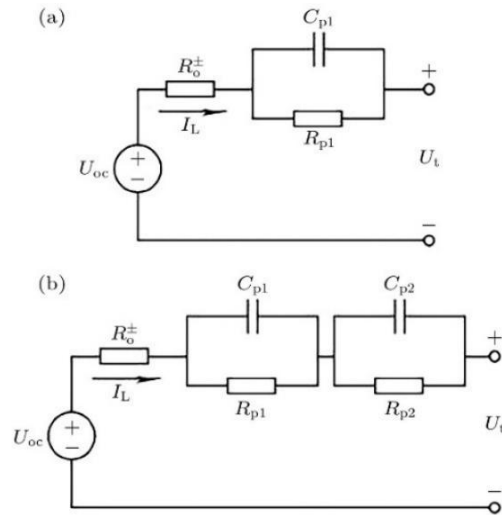 (a)
C_p1
R_o^±
I_L
R_p1
+
U_oc
+
−
U_t
−
(b)
C_p1
C_p2
R_o^±
I_L
R_p1
R_p2
+
U_oc
+
−
U_t
−